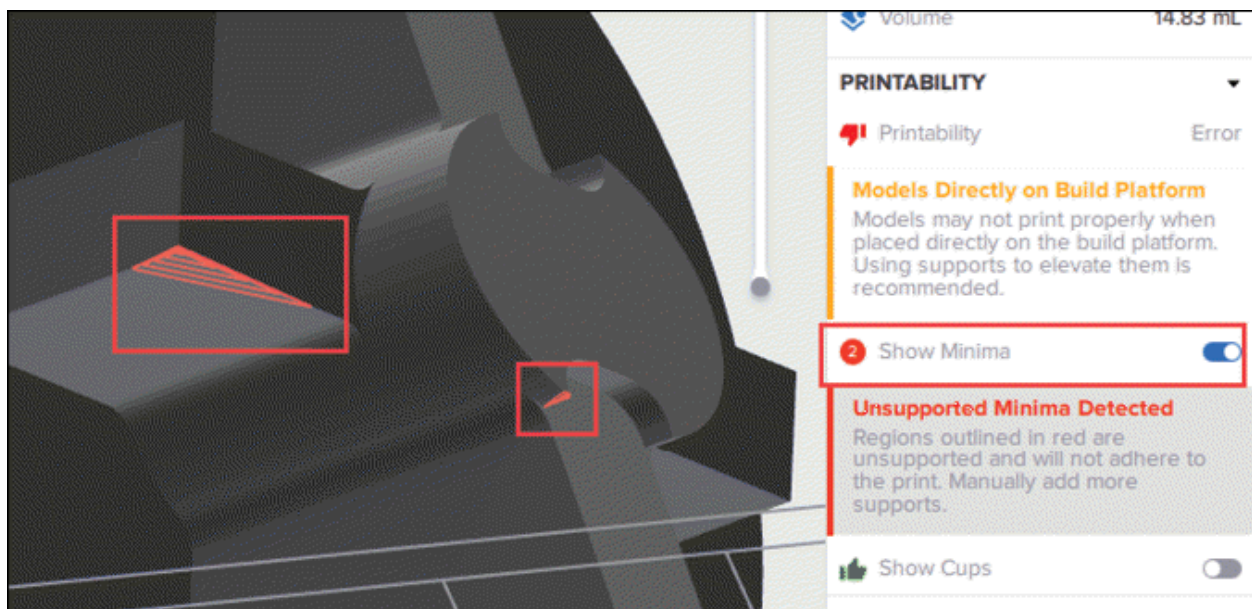 Volume 14.83 mL
PRINTABILITY
Printability Error
Models Directly on Build Platform
Models may not print properly when
placed directly on the build platform.
Using supports to elevate them is
recommended.
2 Show Minima
Unsupported Minima Detected
Regions outlined in red are
unsupported and will not adhere to
the print. Manually add more
supports.
Show Cups